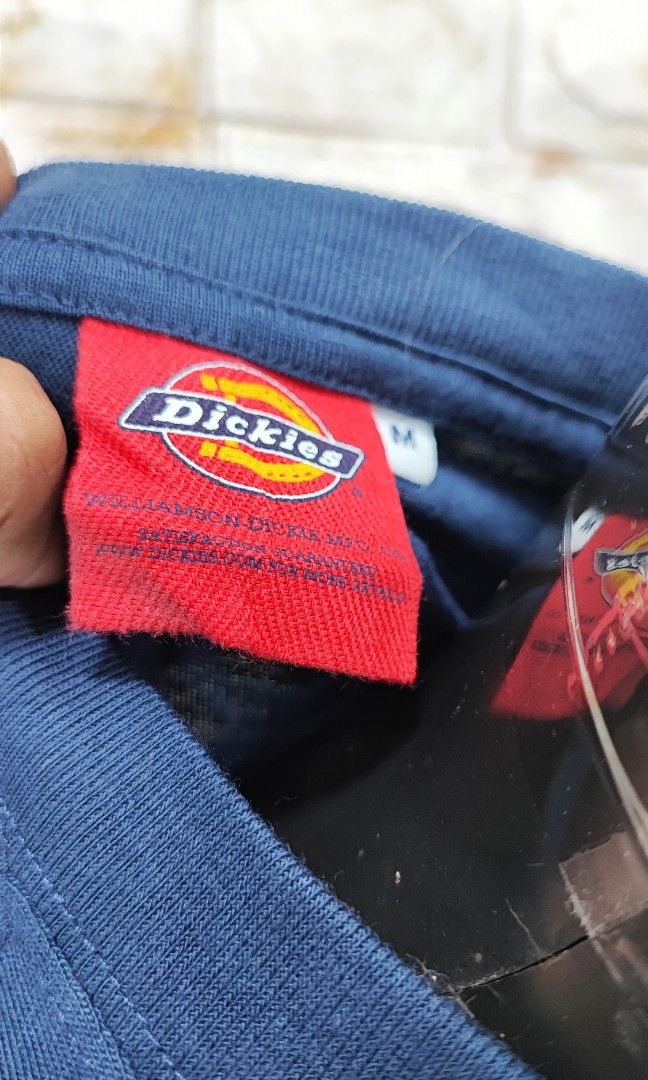 Dickies
M
WILLIAMSON-DICKIE MFG. CO.
SATISFACTION GUARANTEED
WWW.DICKIES.COM FOR MORE DETAILS
M